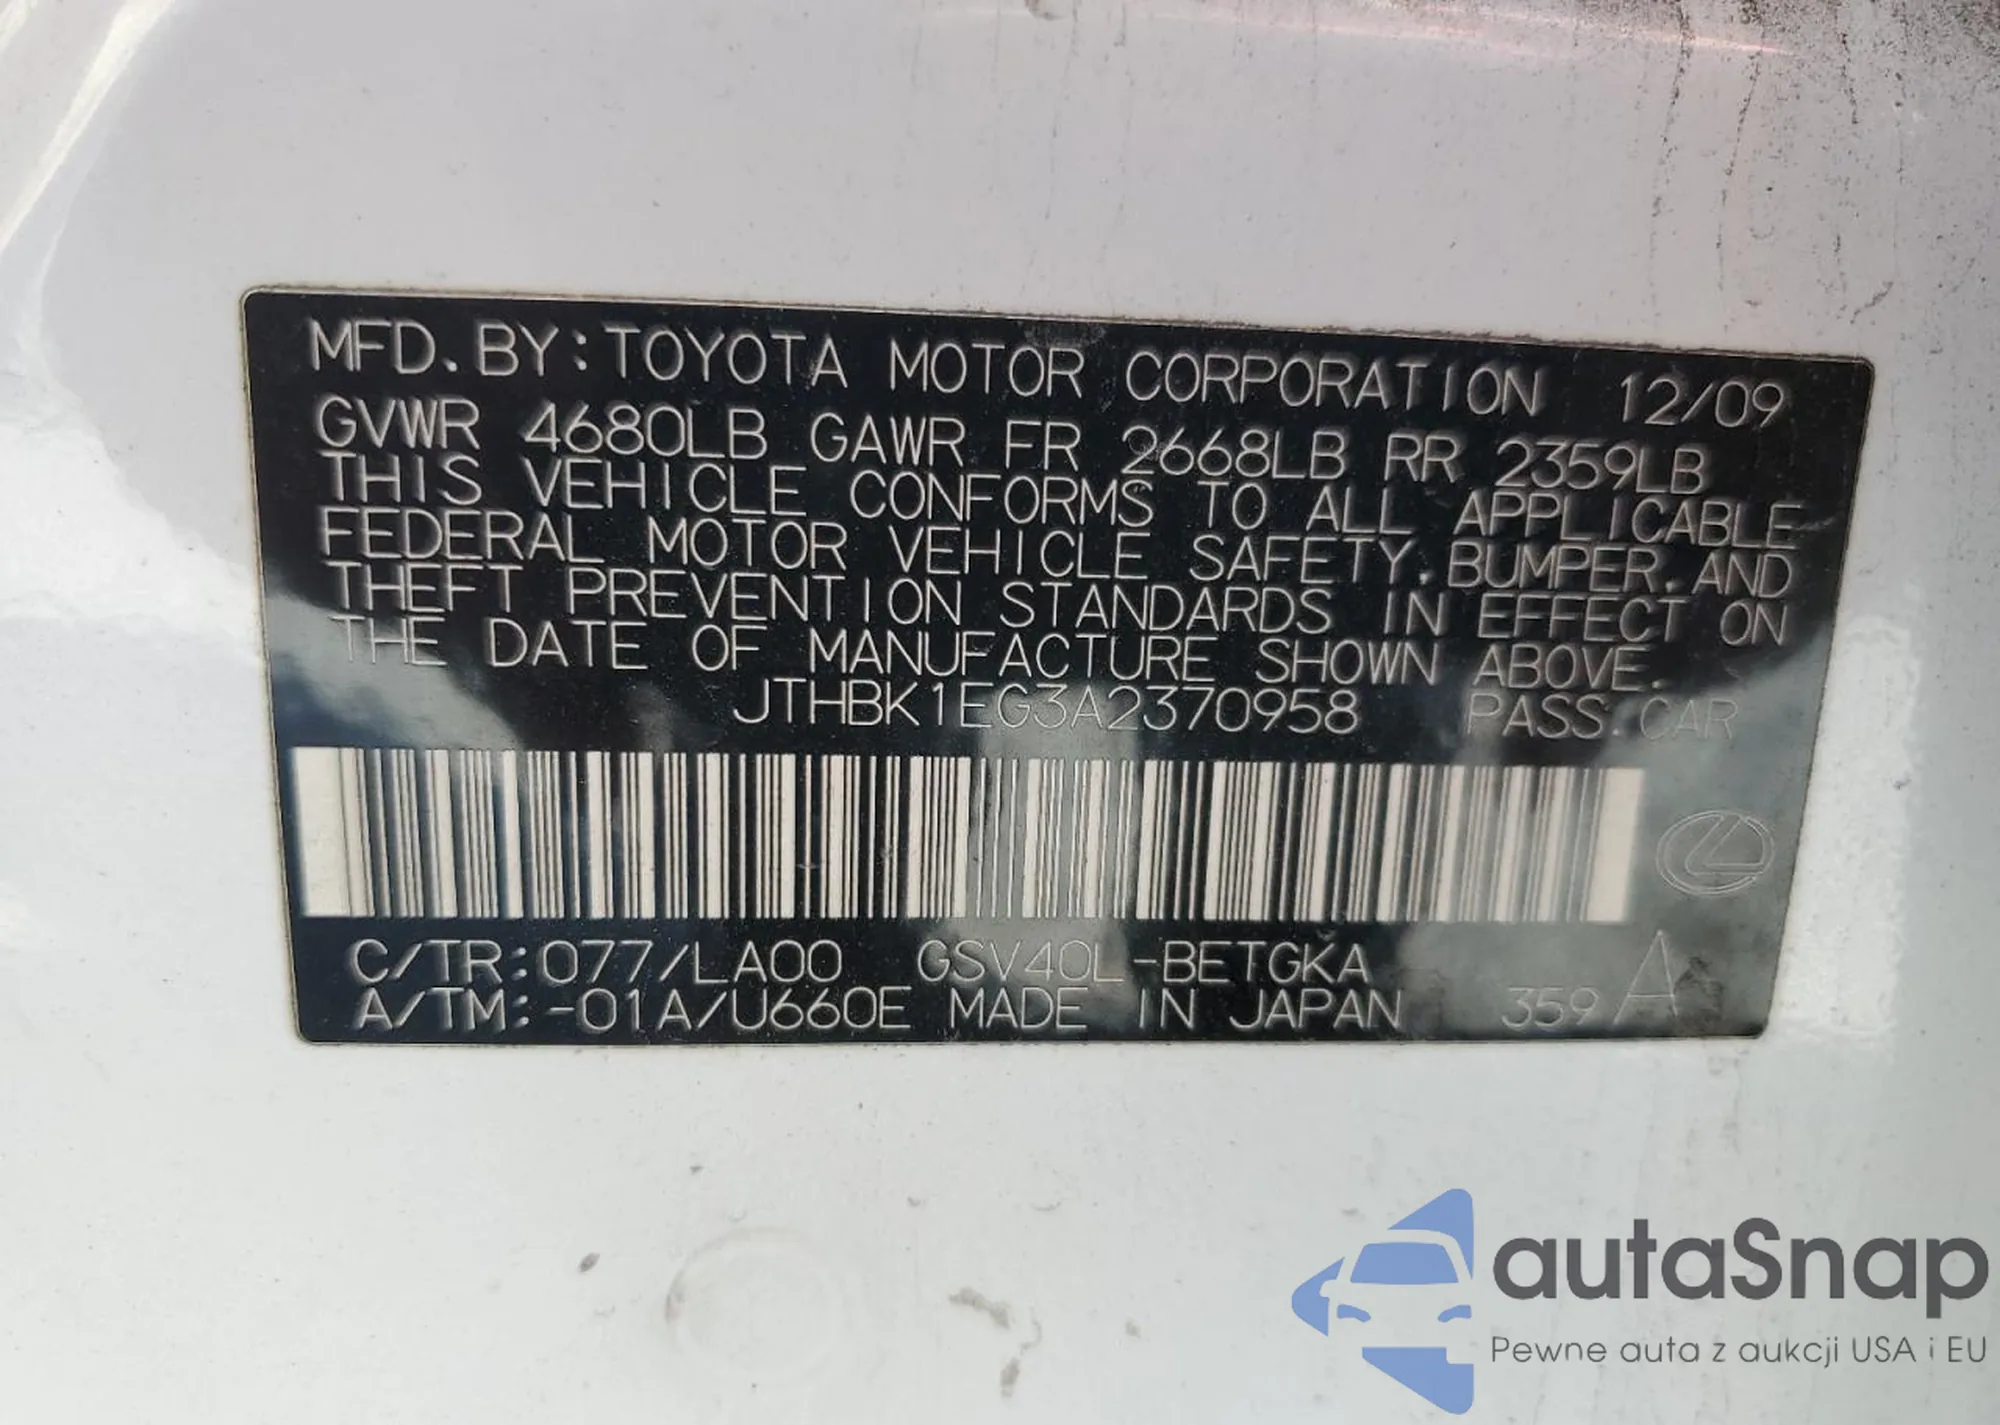 MFD. BY: TOYOTA MOTOR CORPORATION 12/09
GVWR 4680LB GAWR FR 2668LB RR 2359LB
THIS VEHICLE CONFORMS TO ALL APPLICABLE
FEDERAL MOTOR VEHICLE SAFETY, BUMPER, AND
THEFT PREVENTION STANDARDS IN EFFECT ON
THE DATE OF MANUFACTURE SHOWN ABOVE.
JTHBK1EG3A2370958 PASS. CAR
C/TR: 077/LA00 GSV40L-BETGKA
A/TM: -01A/U660E MADE IN JAPAN 359 A
autaSnap
Pewne auta z aukcji USA i EU